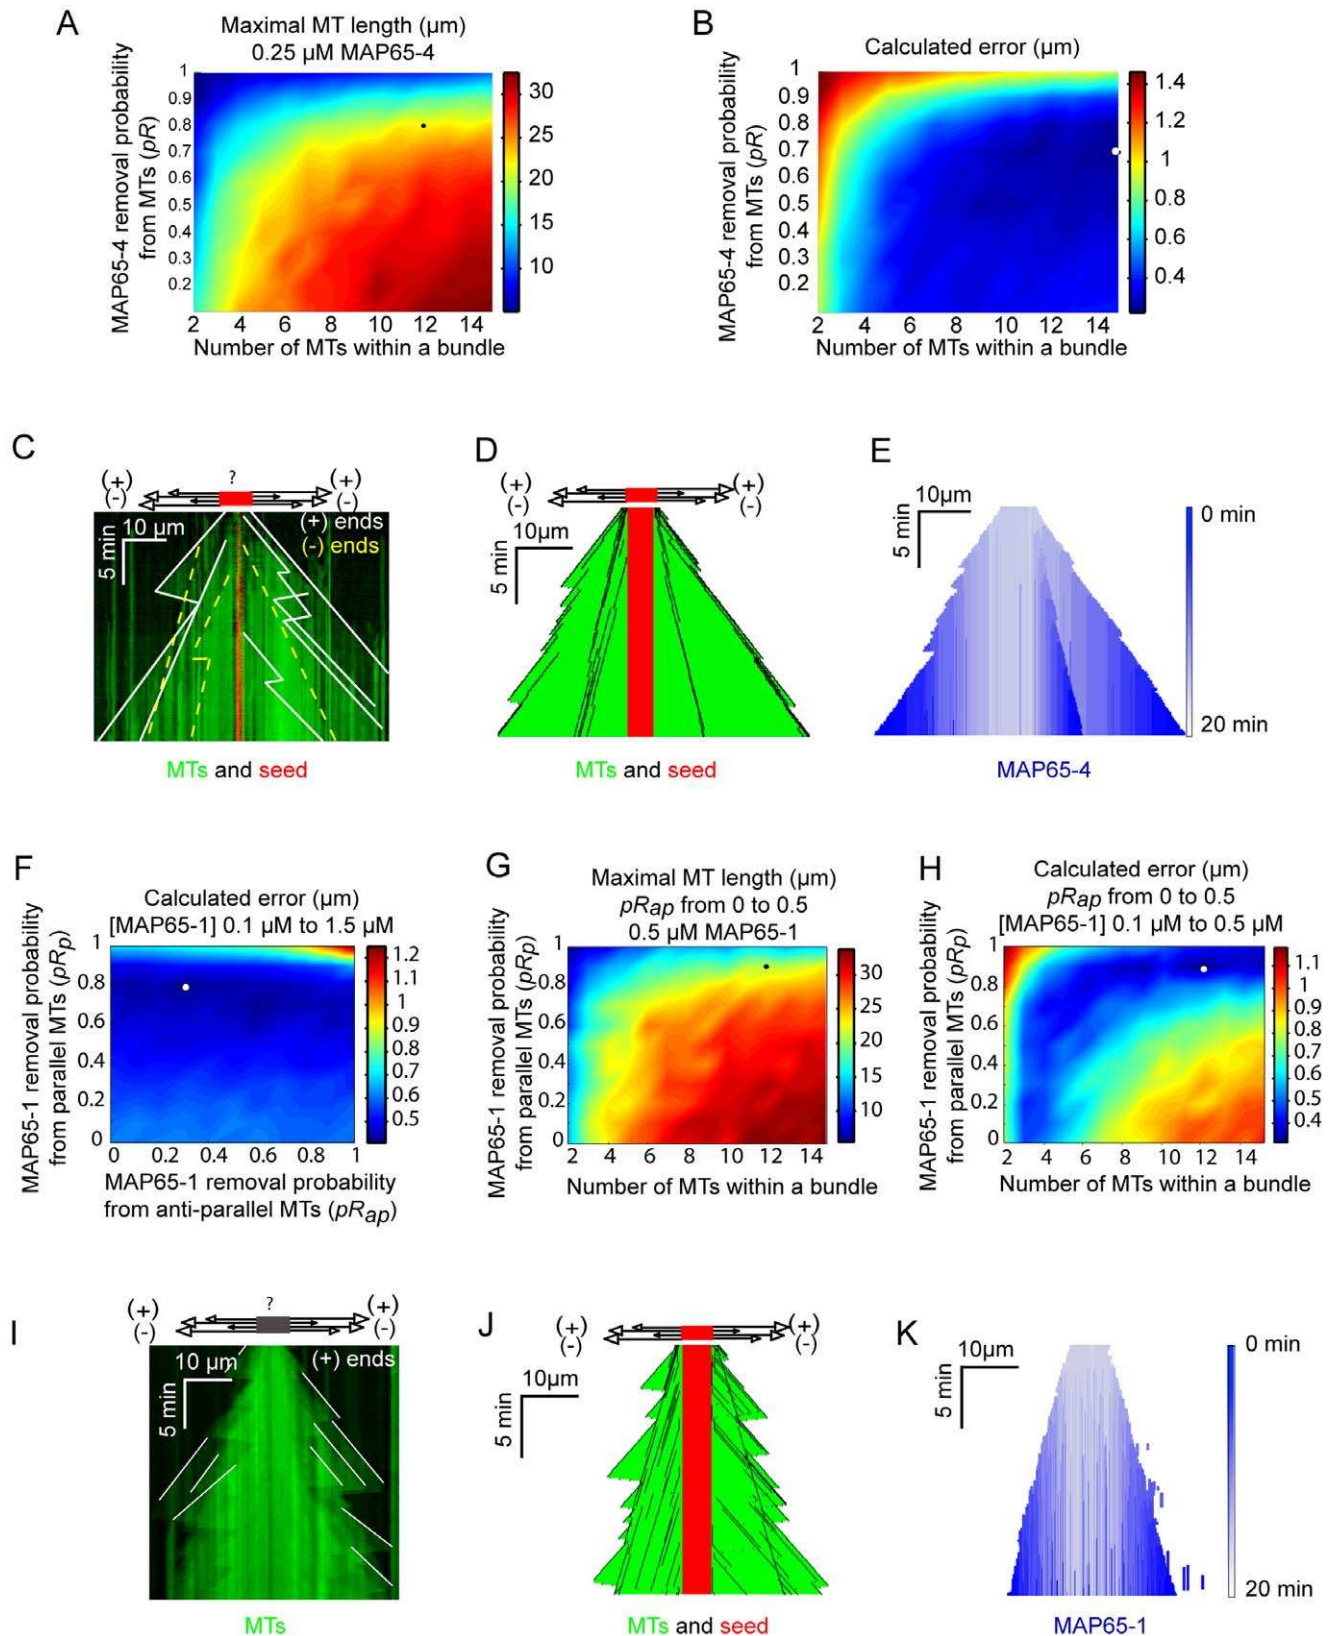 A
Maximal MT length (µm)
0.25 µM MAP65-4
MAP65-4 removal probability
from MTs (pR)
1
0.9
0.8
0.7
0.6
0.5
0.4
0.3
0.2
2 4 6 8 10 12 14
Number of MTs within a bundle
30
25
20
15
10
B
Calculated error (µm)
MAP65-4 removal probability
from MTs (pR)
1
0.9
0.8
0.7
0.6
0.5
0.4
0.3
0.2
2 4 6 8 10 12 14
Number of MTs within a bundle
1.4
1.2
1
0.8
0.6
0.4
C
(+) ? (+)
(-) (-)
10 µm
5 min
(+) ends
(-) ends
MTs and seed
D
(+) (+)
(-) (-)
10µm
5 min
MTs and seed
E
10µm
5 min
0 min
20 min
MAP65-4
F
Calculated error (µm)
[MAP65-1] 0.1 µM to 1.5 µM
MAP65-1 removal probability
from parallel MTs (pRp)
1
0.8
0.6
0.4
0.2
0
0 0.2 0.4 0.6 0.8 1
MAP65-1 removal probability
from anti-parallel MTs (pRap)
1.2
1.1
1
0.9
0.8
0.7
0.6
0.5
G
Maximal MT length (µm)
pRap from 0 to 0.5
0.5 µM MAP65-1
MAP65-1 removal probability
from parallel MTs (pRp)
1
0.8
0.6
0.4
0.2
0
2 4 6 8 10 12 14
Number of MTs within a bundle
30
25
20
15
10
H
Calculated error (µm)
pRap from 0 to 0.5
[MAP65-1] 0.1 µM to 0.5 µM
MAP65-1 removal probability
from parallel MTs (pRp)
1
0.8
0.6
0.4
0.2
0
2 4 6 8 10 12 14
Number of MTs within a bundle
1.1
1
0.9
0.8
0.7
0.6
0.5
0.4
I
(+) ? (+)
(-) (-)
10 µm
5 min
(+) ends
MTs
J
(+) (+)
(-) (-)
10µm
5 min
MTs and seed
K
10µm
5 min
0 min
20 min
MAP65-1